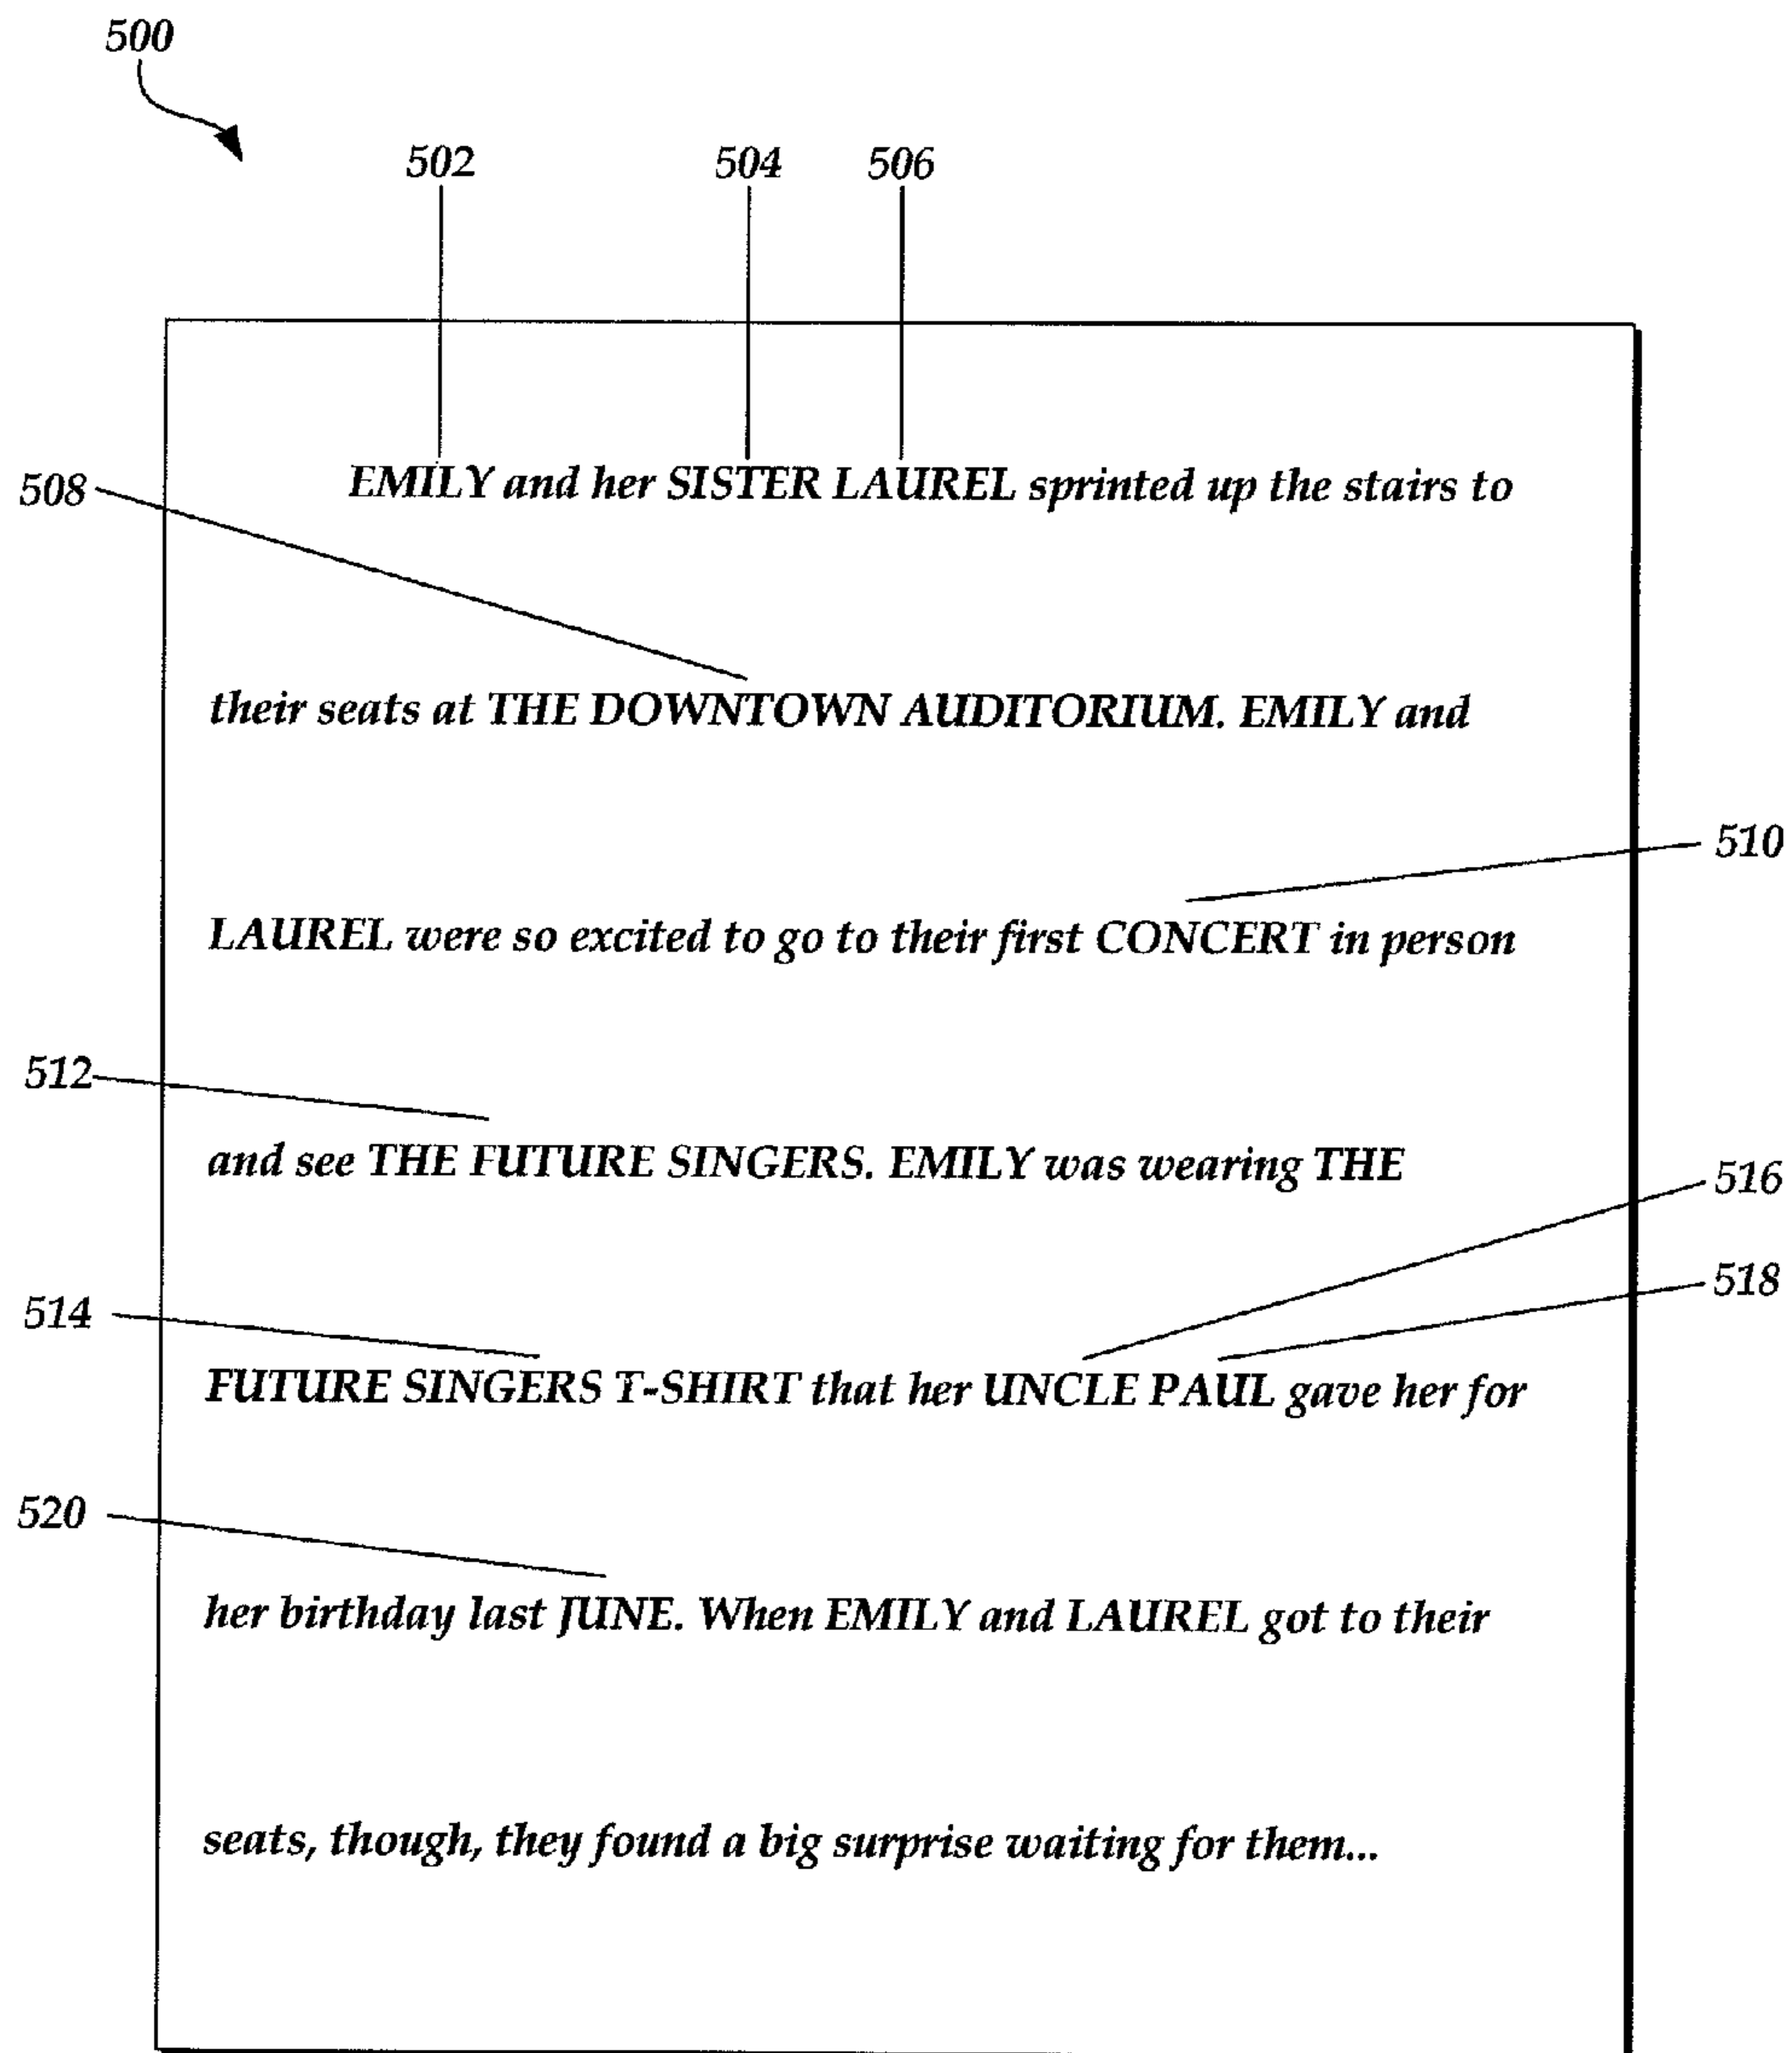 500
502 504 506
508
EMILY and her SISTER LAUREL sprinted up the stairs to
their seats at THE DOWNTOWN AUDITORIUM. EMILY and
510
LAUREL were so excited to go to their first CONCERT in person
512
and see THE FUTURE SINGERS. EMILY was wearing THE
516
518
514
FUTURE SINGERS T-SHIRT that her UNCLE PAUL gave her for
520
her birthday last JUNE. When EMILY and LAUREL got to their
seats, though, they found a big surprise waiting for them...